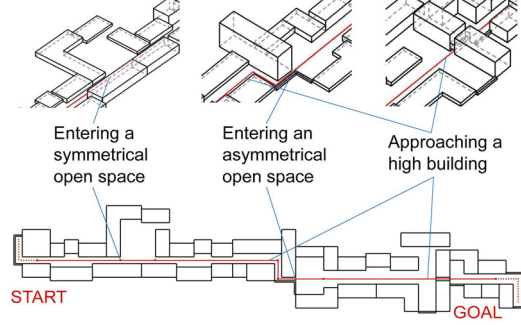 Entering a
symmetrical
open space
Entering an
asymmetrical
open space
Approaching a
high building
START
GOAL